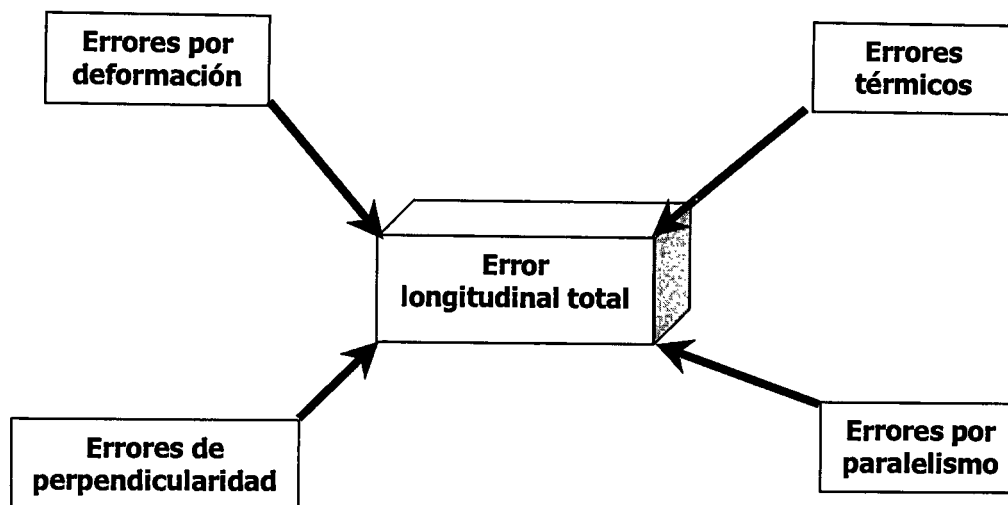 Errores por
deformación
Errores
térmicos
Error
longitudinal total
Errores de
perpendicularidad
Errores por
paralelismo